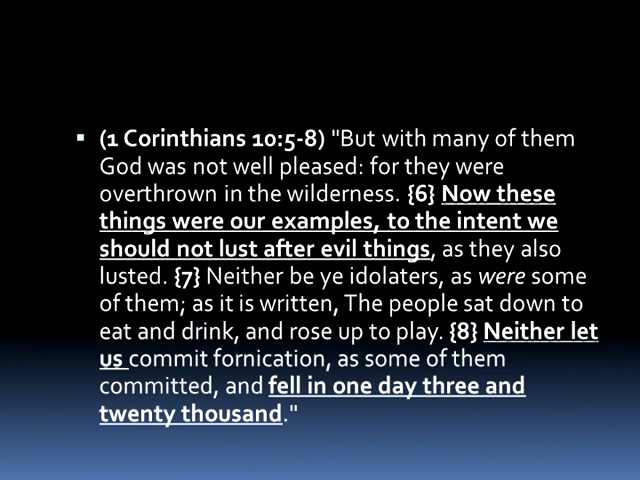 ▪ (1 Corinthians 10:5-8) "But with many of them
God was not well pleased: for they were
overthrown in the wilderness. {6} Now these
things were our examples, to the intent we
should not lust after evil things, as they also
lusted. {7} Neither be ye idolaters, as were some
of them; as it is written, The people sat down to
eat and drink, and rose up to play. {8} Neither let
us commit fornication, as some of them
committed, and fell in one day three and
twenty thousand."